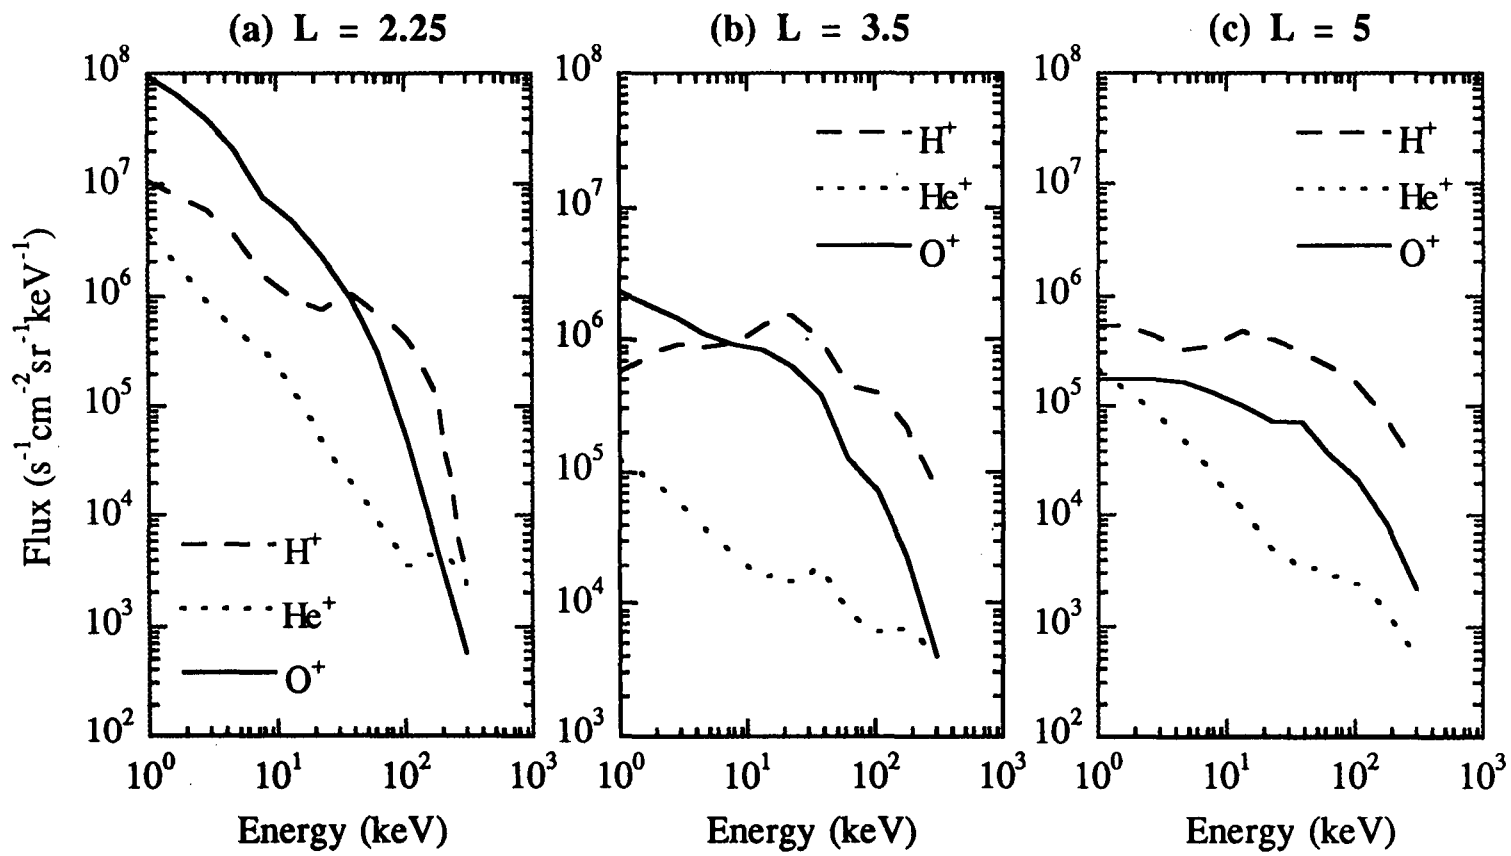 (a) L = 2.25
(b) L = 3.5
(c) L = 5
Flux (s⁻¹cm⁻²sr⁻¹keV⁻¹)
10⁸
10⁷
10⁶
10⁵
10⁴
10³
10²
H⁺
He⁺
O⁺
10⁰ 10¹ 10² 10³
Energy (keV)
10⁸
10⁷
10⁶
10⁵
10⁴
10³
H⁺
He⁺
O⁺
10⁰ 10¹ 10² 10³
Energy (keV)
10⁸
10⁷
10⁶
10⁵
10⁴
10³
10²
H⁺
He⁺
O⁺
10⁰ 10¹ 10² 10³
Energy (keV)